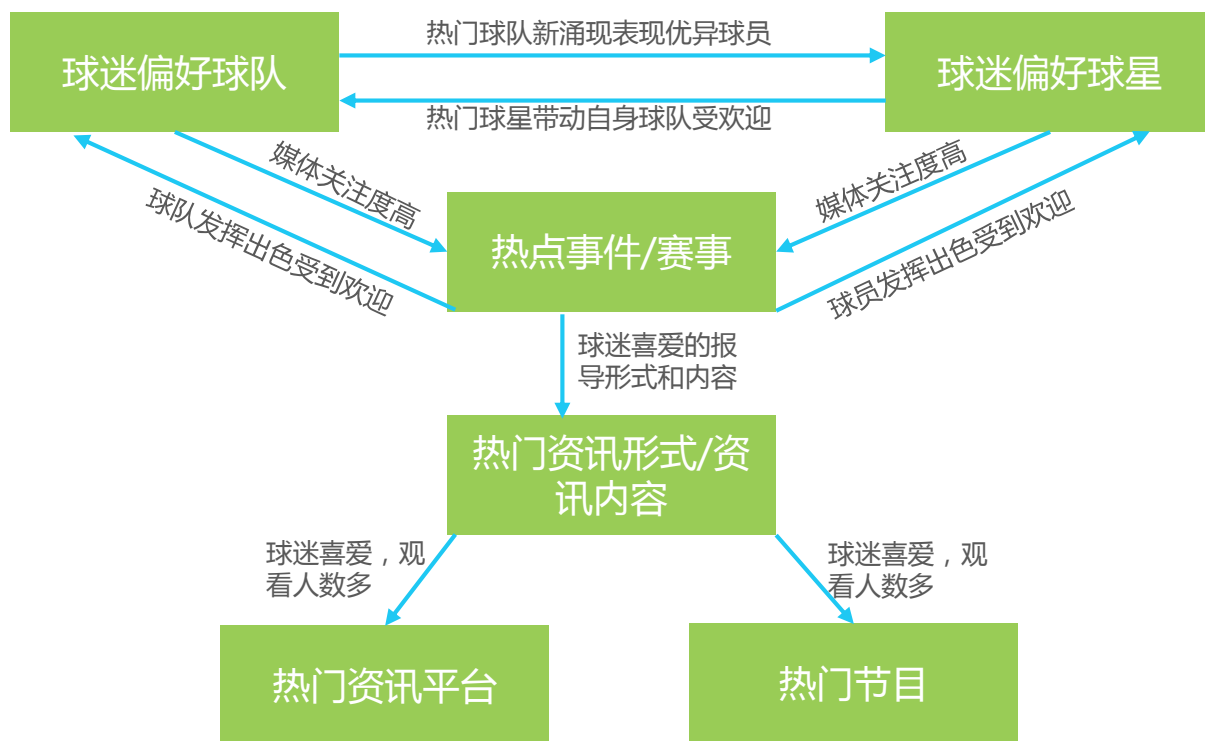 热门球队新涌现表现优异球员
球迷偏好球队
球迷偏好球星
热门球星带动自身球队受欢迎
媒体关注度高
媒体关注度高
球队发挥出色受到欢迎
热点事件/赛事
球员发挥出色受到欢迎
球迷喜爱的报
导形式和内容
热门资讯形式/资
讯内容
球迷喜爱，观
看人数多
球迷喜爱，观
看人数多
热门资讯平台
热门节目